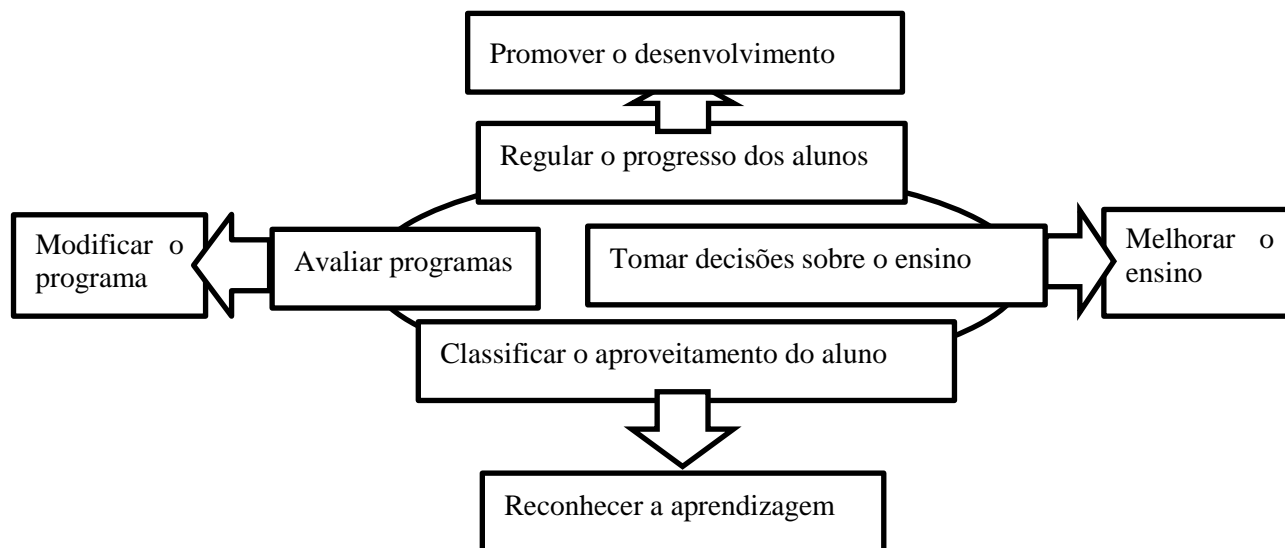 Promover o desenvolvimento
Regular o progresso dos alunos
Modificar o
programa
Avaliar programas
Tomar decisões sobre o ensino
Melhorar o
ensino
Classificar o aproveitamento do aluno
Reconhecer a aprendizagem